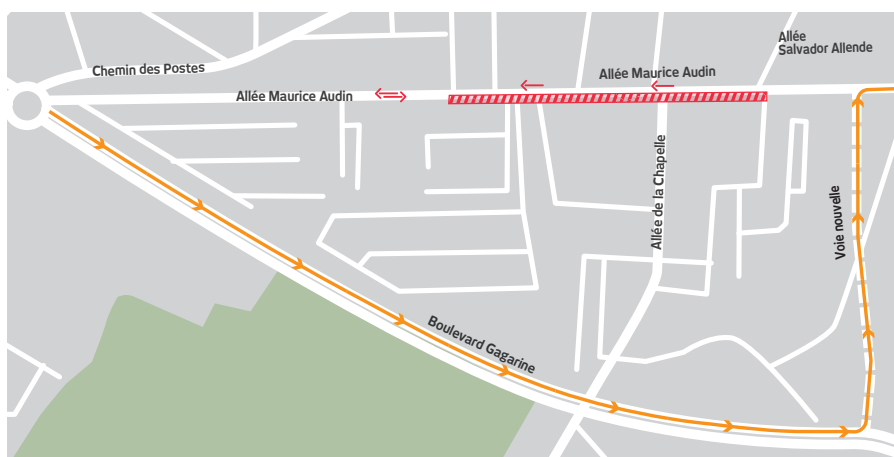 Allée
Salvador Allende
Chemin des Postes
Allée Maurice Audin
Allée Maurice Audin
Allée de la Chapelle
Voie nouvelle
Boulevard Gagarine